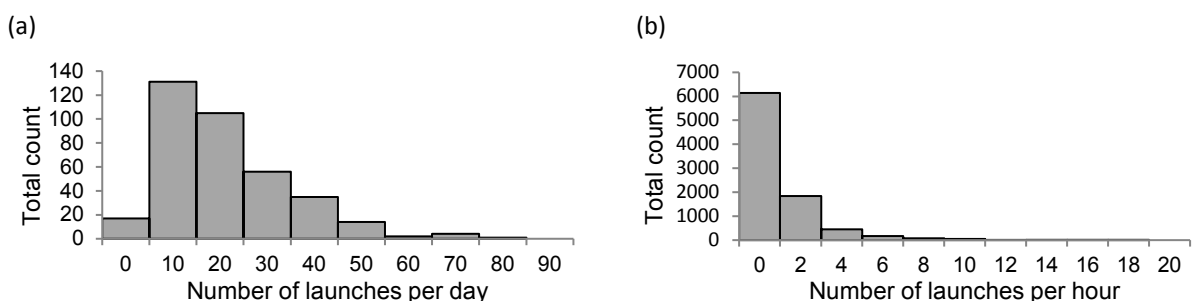 (a)
Total count
140
120
100
80
60
40
20
0
0 10 20 30 40 50 60 70 80 90
Number of launches per day
(b)
Total count
7000
6000
5000
4000
3000
2000
1000
0
0 2 4 6 8 10 12 14 16 18 20
Number of launches per hour